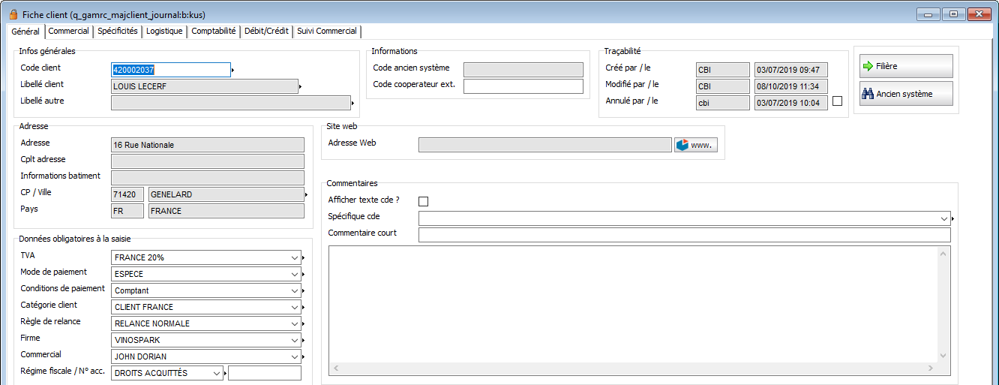 Fiche client (q_gamrc_majclient_journal:b:kus)
Général Commercial Spécificités Logistique Comptabilité Débit/Crédit Suivi Commercial
Infos générales
Code client 420002037
Libellé client LOUIS LECERF
Libellé autre
Informations
Code ancien système
Code cooperateur ext.
Traçabilité
Créé par / le CBI 03/07/2019 09:47
Modifié par / le CBI 08/10/2019 11:34
Annulé par / le cbi 03/07/2019 10:04
Filière
Ancien système
Adresse
Adresse 16 Rue Nationale
Cplt adresse
Informations batiment
CP / Ville 71420 GENELARD
Pays FR FRANCE
Site web
Adresse Web www.
Commentaires
Afficher texte cde ?
Spécifique cde
Commentaire court
Données obligatoires à la saisie
TVA FRANCE 20%
Mode de paiement ESPECE
Conditions de paiement Comptant
Catégorie client CLIENT FRANCE
Règle de relance RELANCE NORMALE
Firme VINOSPARK
Commercial JOHN DORIAN
Régime fiscale / N° acc. DROITS ACQUITTÉS